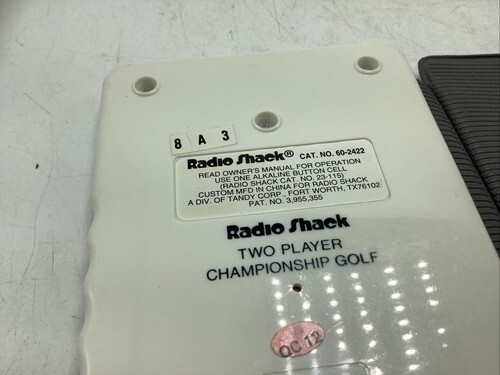 8 A 3
Radio Shack® CAT. NO. 60-2422
READ OWNER'S MANUAL FOR OPERATION
USE ONE ALKALINE BUTTON CELL
(RADIO SHACK CAT. NO. 23-115)
CUSTOM MFD IN CHINA FOR RADIO SHACK
A DIV. OF TANDY CORP., FORT WORTH, TX76102
PAT. NO. 3,955,355
Radio Shack
TWO PLAYER
CHAMPIONSHIP GOLF
QC 12